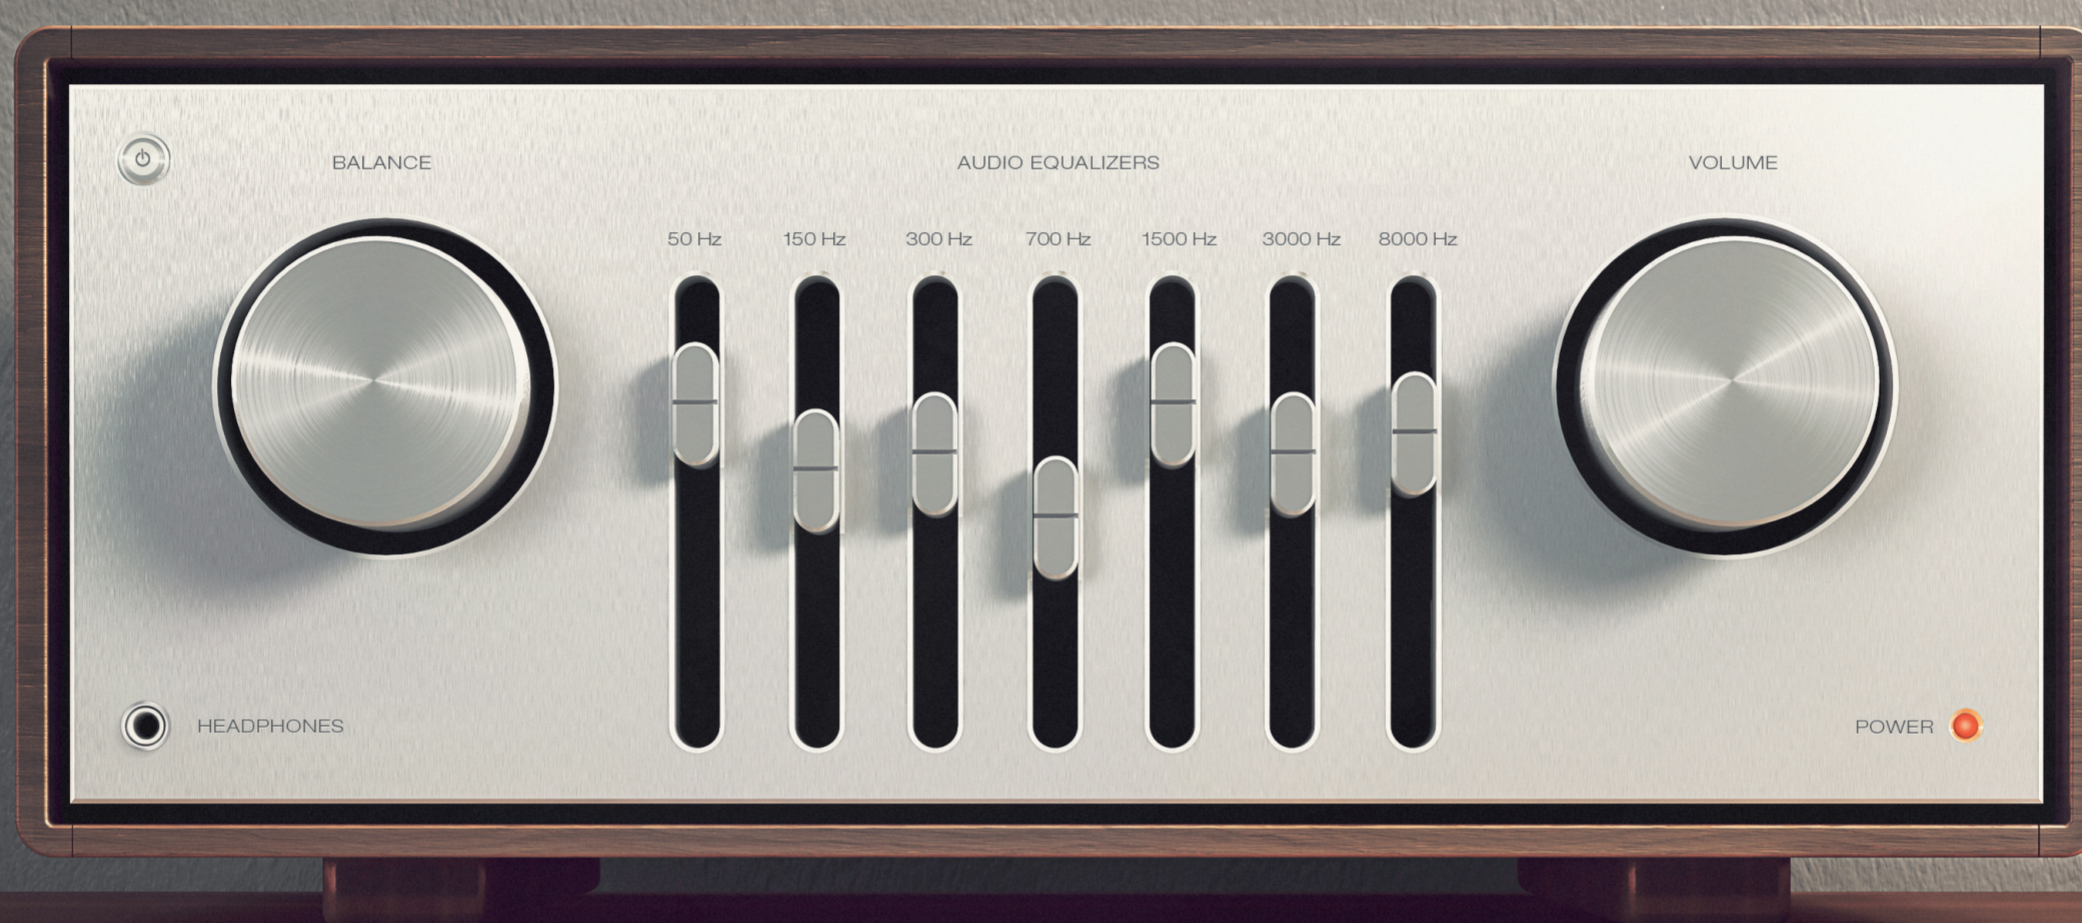 BALANCE
AUDIO EQUALIZERS
VOLUME
50 Hz
150 Hz
300 Hz
700 Hz
1500 Hz
3000 Hz
8000 Hz
HEADPHONES
POWER